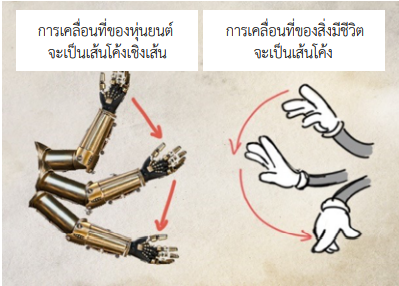 การเคลื่อนที่ของหุ่นยนต์
จะเป็นเส้นโค้งเชิงเส้น
การเคลื่อนที่ของสิ่งมีชีวิต
จะเป็นเส้นโค้ง